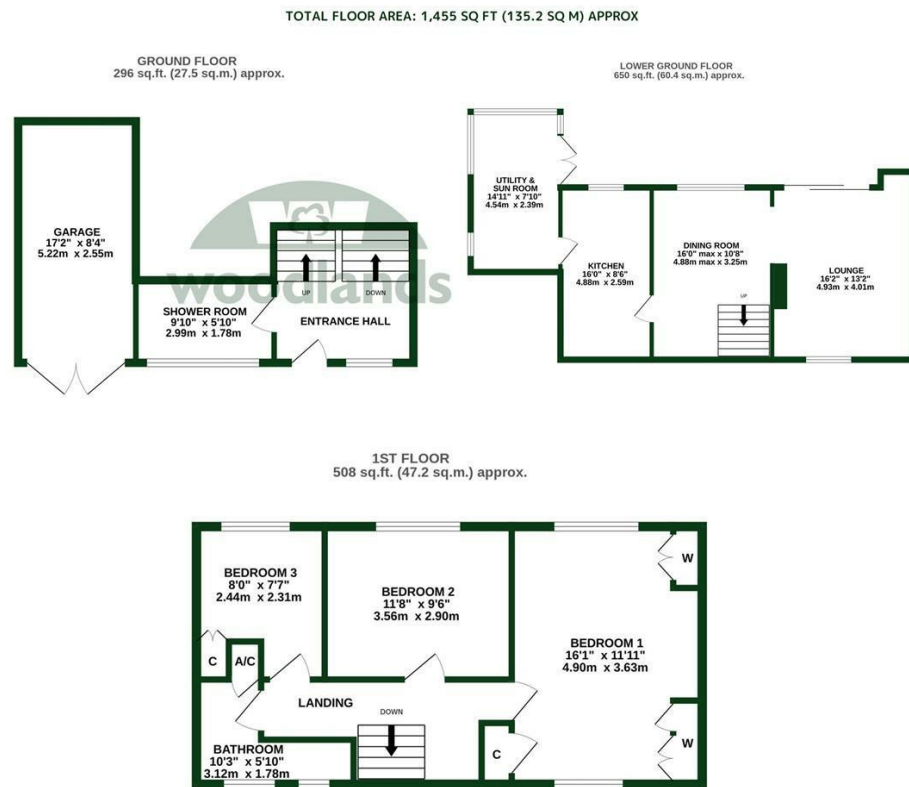 TOTAL FLOOR AREA: 1,455 SQ FT (135.2 SQ M) APPROX
GROUND FLOOR
296 sq.ft. (27.5 sq.m.) approx.
LOWER GROUND FLOOR
650 sq.ft. (60.4 sq.m.) approx.
GARAGE
17'2" x 8'4"
5.22m x 2.55m
woodlands
UP
DOWN
SHOWER ROOM
9'10" x 5'10"
2.99m x 1.78m
ENTRANCE HALL
UTILITY &
SUN ROOM
14'11" x 7'10"
4.54m x 2.39m
KITCHEN
16'0" x 8'6"
4.88m x 2.59m
DINING ROOM
16'0" max x 10'8"
4.88m max x 3.25m
UP
LOUNGE
16'2" x 13'2"
4.93m x 4.01m
1ST FLOOR
508 sq.ft. (47.2 sq.m.) approx.
BEDROOM 3
8'0" x 7'7"
2.44m x 2.31m
BEDROOM 2
11'8" x 9'6"
3.56m x 2.90m
BEDROOM 1
16'1" x 11'11"
4.90m x 3.63m
W
C
A/C
LANDING
DOWN
BATHROOM
10'3" x 5'10"
3.12m x 1.78m
C
W